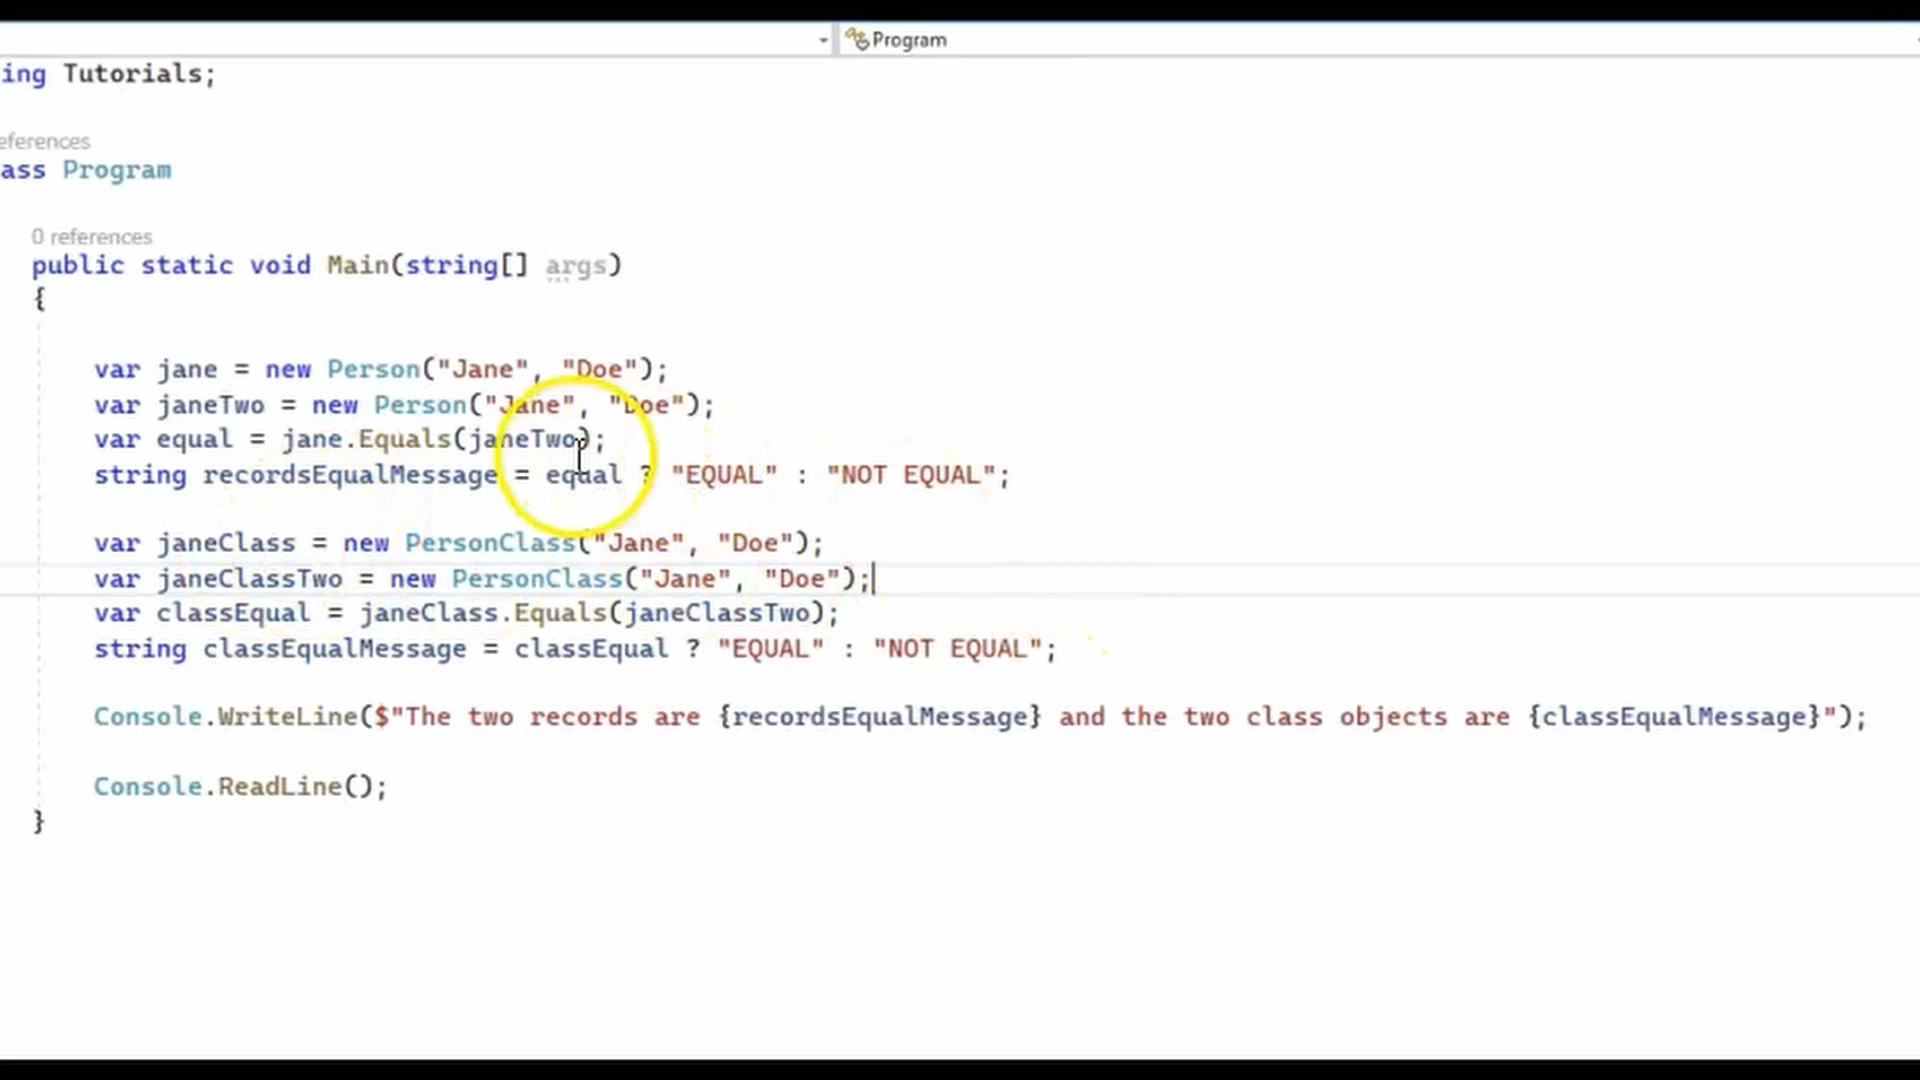 Program
ing Tutorials;
eferences
ass Program
0 references
public static void Main(string[] args)
{
var jane = new Person("Jane", "Doe");
var janeTwo = new Person("Jane", "Doe");
var equal = jane.Equals(janeTwo);
string recordsEqualMessage = equal ? "EQUAL" : "NOT EQUAL";
var janeClass = new PersonClass("Jane", "Doe");
var janeClassTwo = new PersonClass("Jane", "Doe");
var classEqual = janeClass.Equals(janeClassTwo);
string classEqualMessage = classEqual ? "EQUAL" : "NOT EQUAL";
Console.WriteLine($"The two records are {recordsEqualMessage} and the two class objects are {classEqualMessage}");
Console.ReadLine();
}